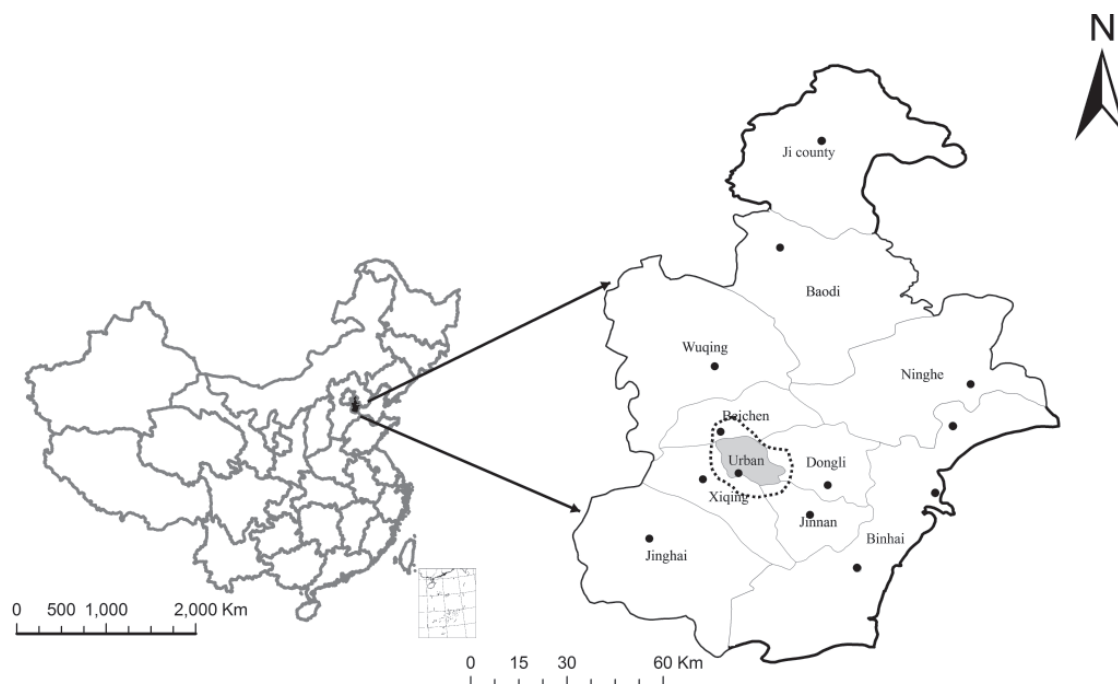 N
Ji county
Baodi
Wuqing
Ninghe
Beichen
Urban
Dongli
Xiqing
Jinnan
Binhai
Jinghai
0 500 1,000 2,000 Km
0 15 30 60 Km